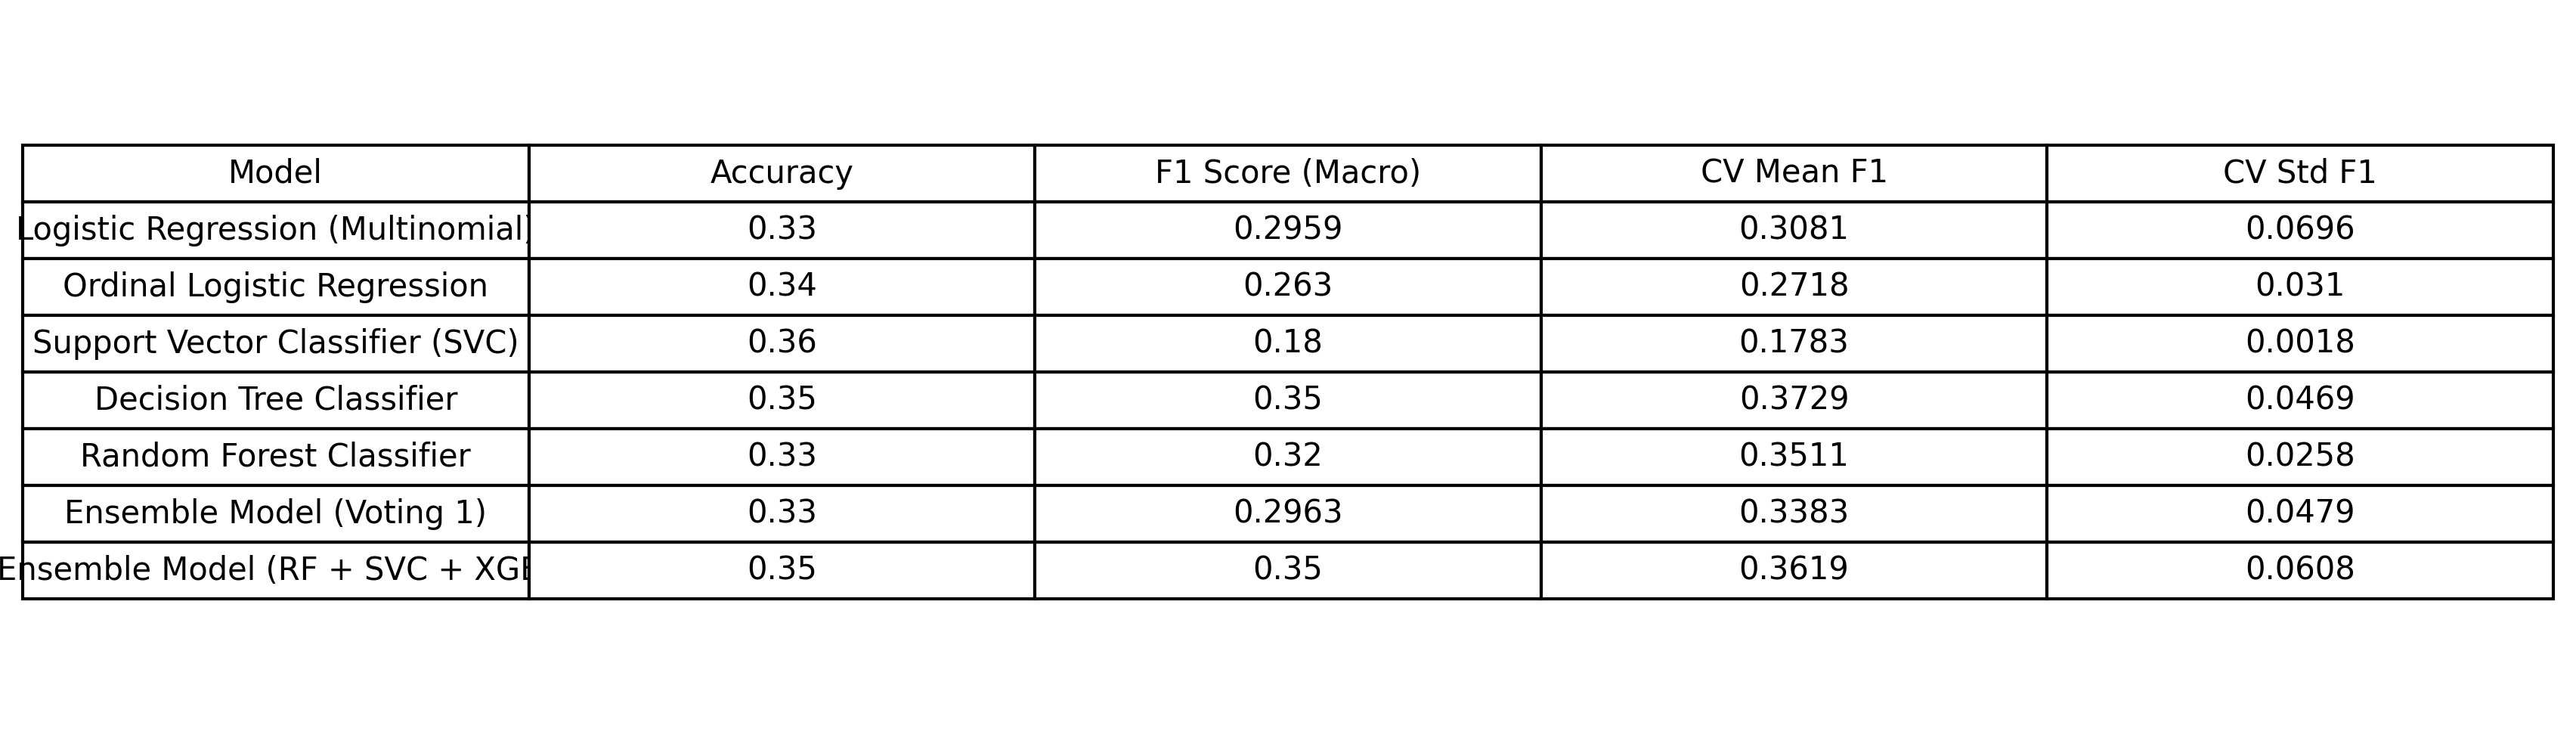 Model Accuracy F1 Score (Macro) CV Mean F1 CV Std F1
Logistic Regression (Multinomial) 0.33 0.2959 0.3081 0.0696
Ordinal Logistic Regression 0.34 0.263 0.2718 0.031
Support Vector Classifier (SVC) 0.36 0.18 0.1783 0.0018
Decision Tree Classifier 0.35 0.35 0.3729 0.0469
Random Forest Classifier 0.33 0.32 0.3511 0.0258
Ensemble Model (Voting 1) 0.33 0.2963 0.3383 0.0479
Ensemble Model (RF + SVC + XGB 0.35 0.35 0.3619 0.0608